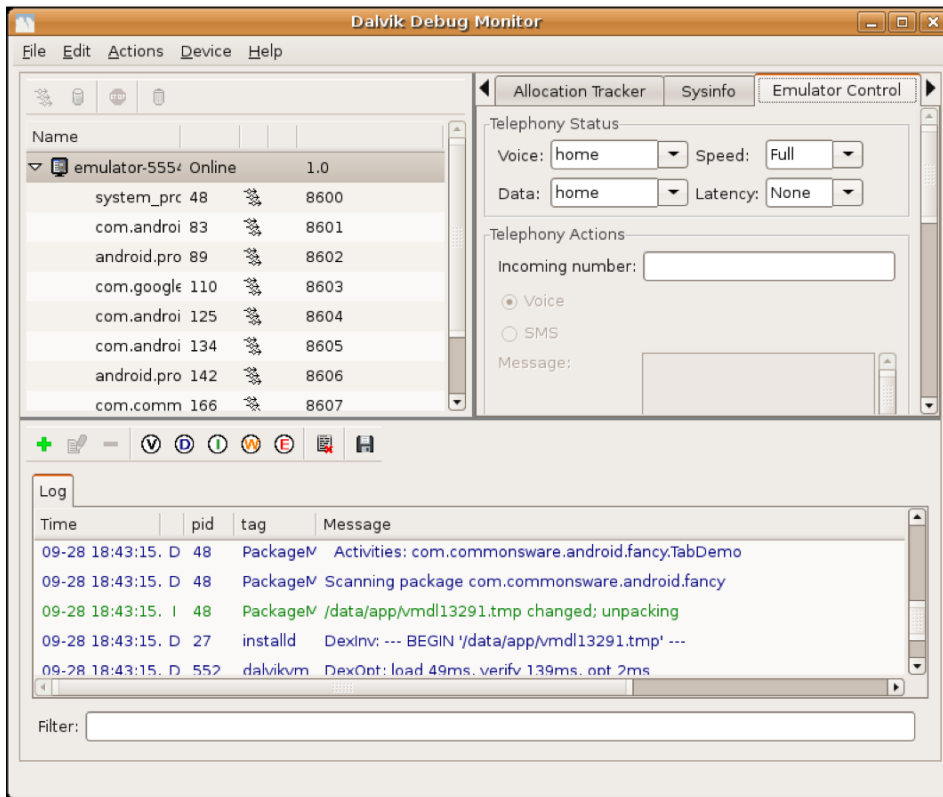 Dalvik Debug Monitor
File Edit Actions Device Help
Allocation Tracker Sysinfo Emulator Control
Name
emulator-5554 Online 1.0
system_prc 48 8600
com.androi 83 8601
android.pro 89 8602
com.google 110 8603
com.androi 125 8604
com.androi 134 8605
android.pro 142 8606
com.comm 166 8607
Telephony Status
Voice: home Speed: Full
Data: home Latency: None
Telephony Actions
Incoming number:
Voice
SMS
Message:
V D I W E
Log
Time pid tag Message
09-28 18:43:15. D 48 PackageM Activities: com.commonsware.android.fancy.TabDemo
09-28 18:43:15. D 48 PackageM Scanning package com.commonsware.android.fancy
09-28 18:43:15. I 48 PackageM /data/app/vmdl13291.tmp changed; unpacking
09-28 18:43:15. D 27 installd DexInv: --- BEGIN '/data/app/vmdl13291.tmp' ---
09-28 18:43:15. D 552 dalvikvm DexOpt: load 49ms, verify 139ms, opt 2ms
Filter: